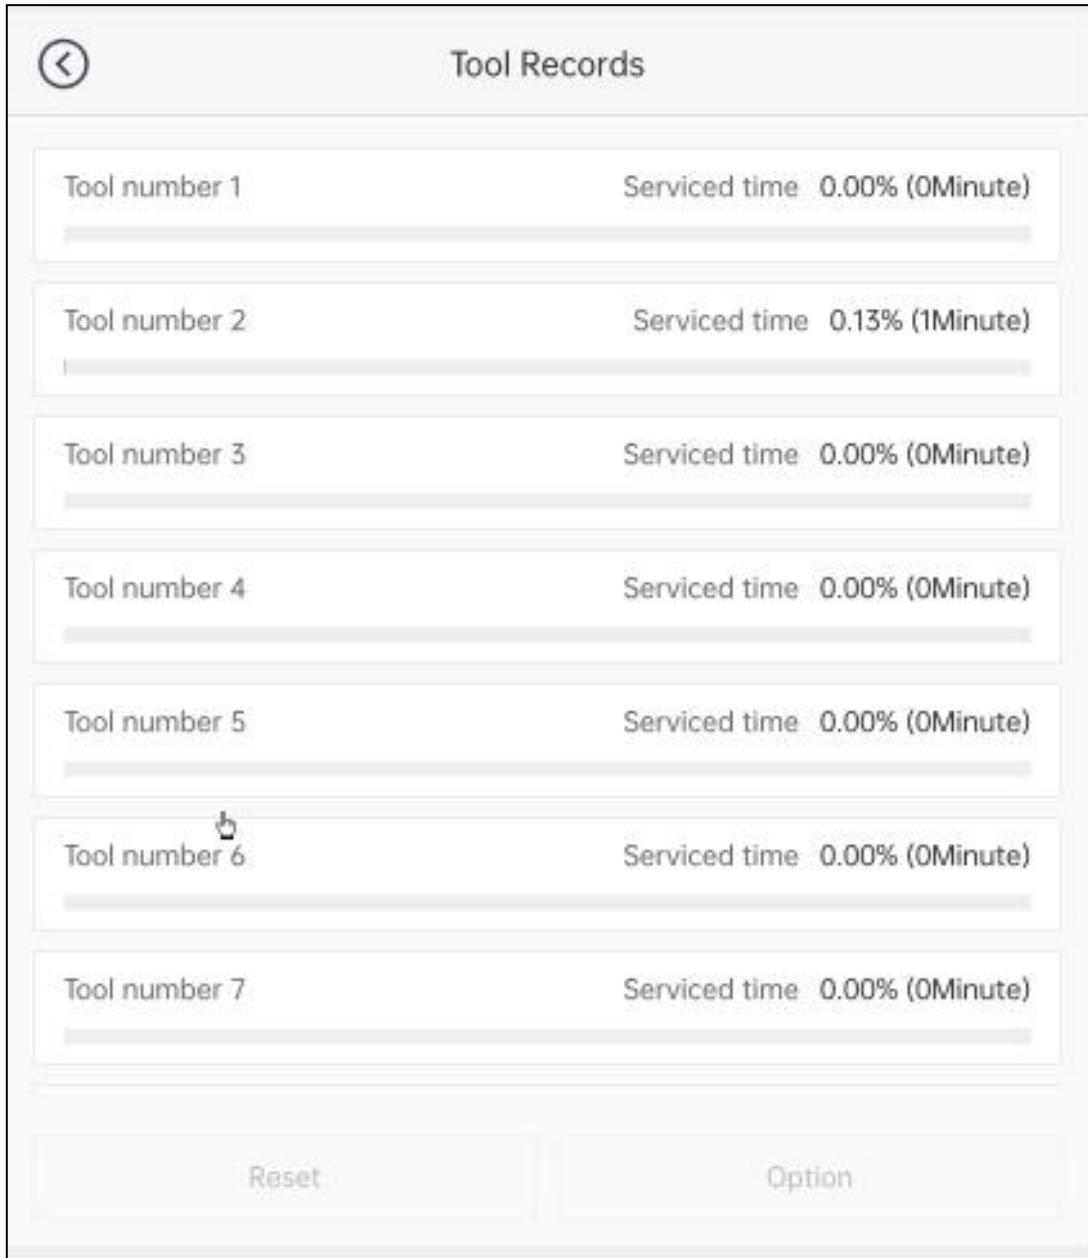 Tool Records
Tool number 1 Serviced time 0.00% (0Minute)
Tool number 2 Serviced time 0.13% (1Minute)
Tool number 3 Serviced time 0.00% (0Minute)
Tool number 4 Serviced time 0.00% (0Minute)
Tool number 5 Serviced time 0.00% (0Minute)
Tool number 6 Serviced time 0.00% (0Minute)
Tool number 7 Serviced time 0.00% (0Minute)
Reset Option